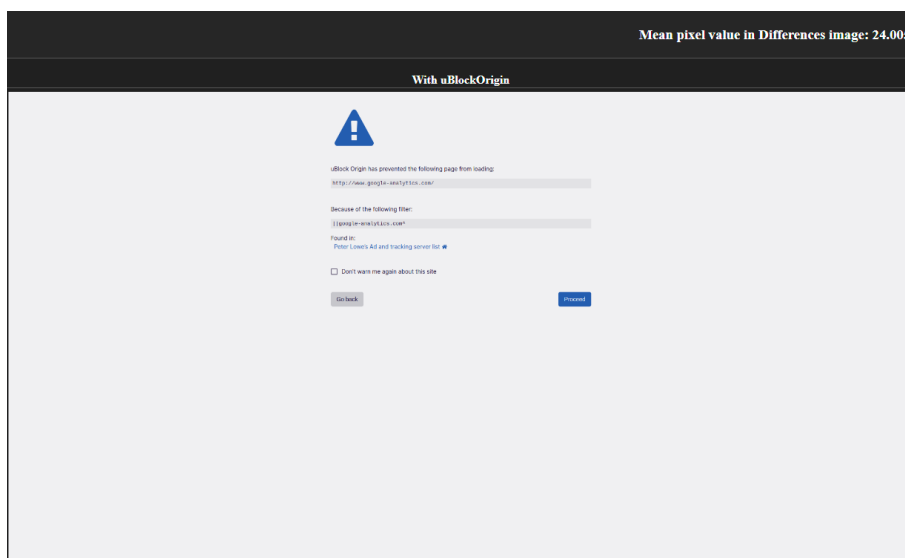 Mean pixel value in Differences image: 24.00
With uBlockOrigin
uBlock Origin has prevented the following page from loading:
http://www.google-analytics.com/
Because of the following filter:
||google-analytics.com^
Found in:
Peter Lowe's Ad and tracking server list
Don't warn me again about this site
Go back
Proceed